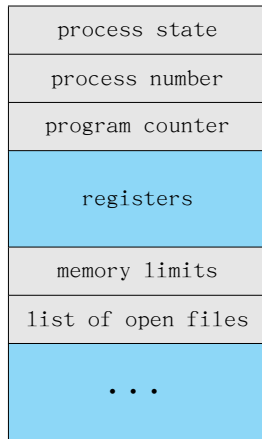 process state
process number
program counter
registers
memory limits
list of open files
• • •